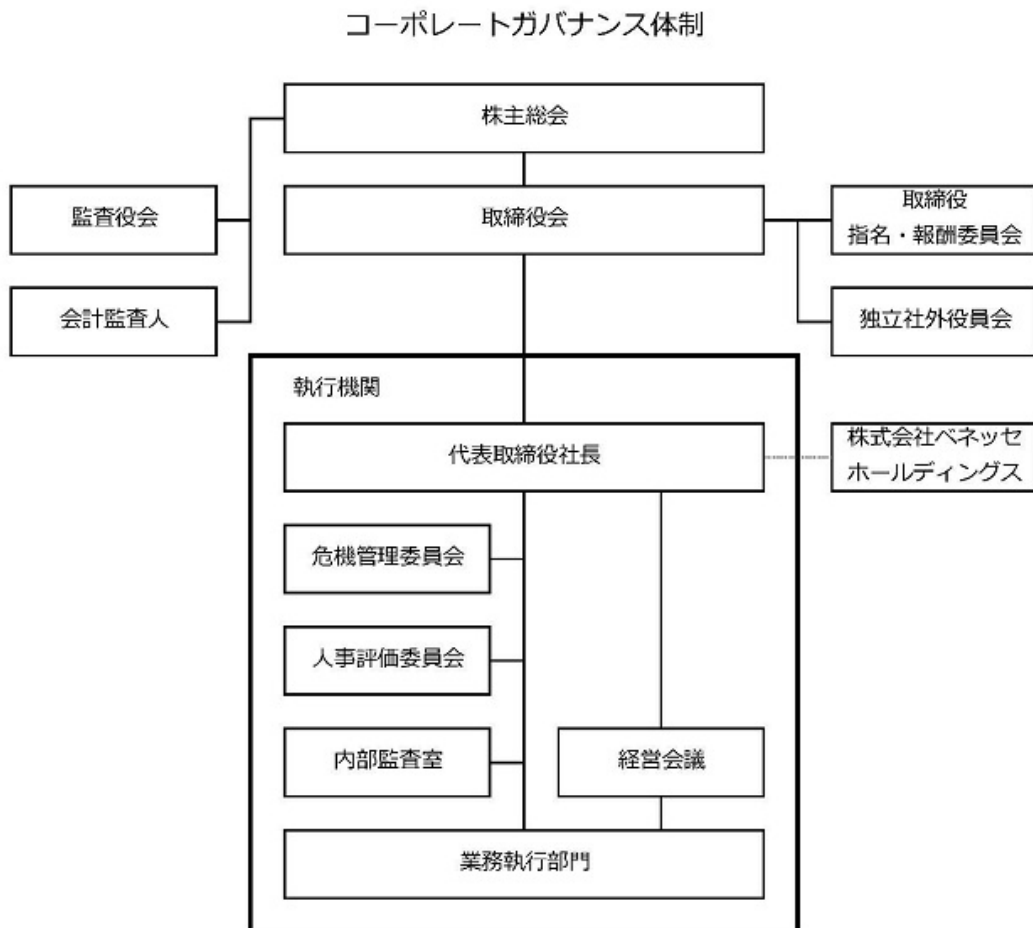 コーポレートガバナンス体制
株主総会
監査役会
取締役会
取締役
指名・報酬委員会
会計監査人
独立社外役員会
執行機関
代表取締役社長
株式会社ベネッセ
ホールディングス
危機管理委員会
人事評価委員会
内部監査室
経営会議
業務執行部門